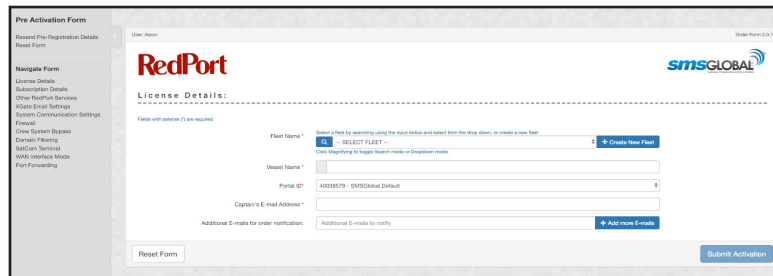 Pre Activation Form
Resend Pre-Registration Details
Reset Form
Navigate Form
License Details
Subscription Details
Other RedPort Services
XGate Email Settings
System Communication Settings
Firewall
Crew System Bypass
Domain Filtering
SatCom Terminal
WAN Interface Mode
Port Forwarding
User: Aaron
Order Form 2.0.1
RedPort
smsGLOBAL
License Details:
Fields with asterisk (*) are required
Select a fleet by searching using the input below and select from the drop down, or create a new fleet
Fleet Name *
-- SELECT FLEET --
+ Create New Fleet
Click Magnifying to toggle Search mode or Dropdown mode
Vessel Name *
Portal ID*
40038579 - SMSGlobal Default
Captain's E-mail Address *
Additional E-mails for order notification:
Additional E-mails to notify
+ Add more E-mails
Reset Form
Submit Activation